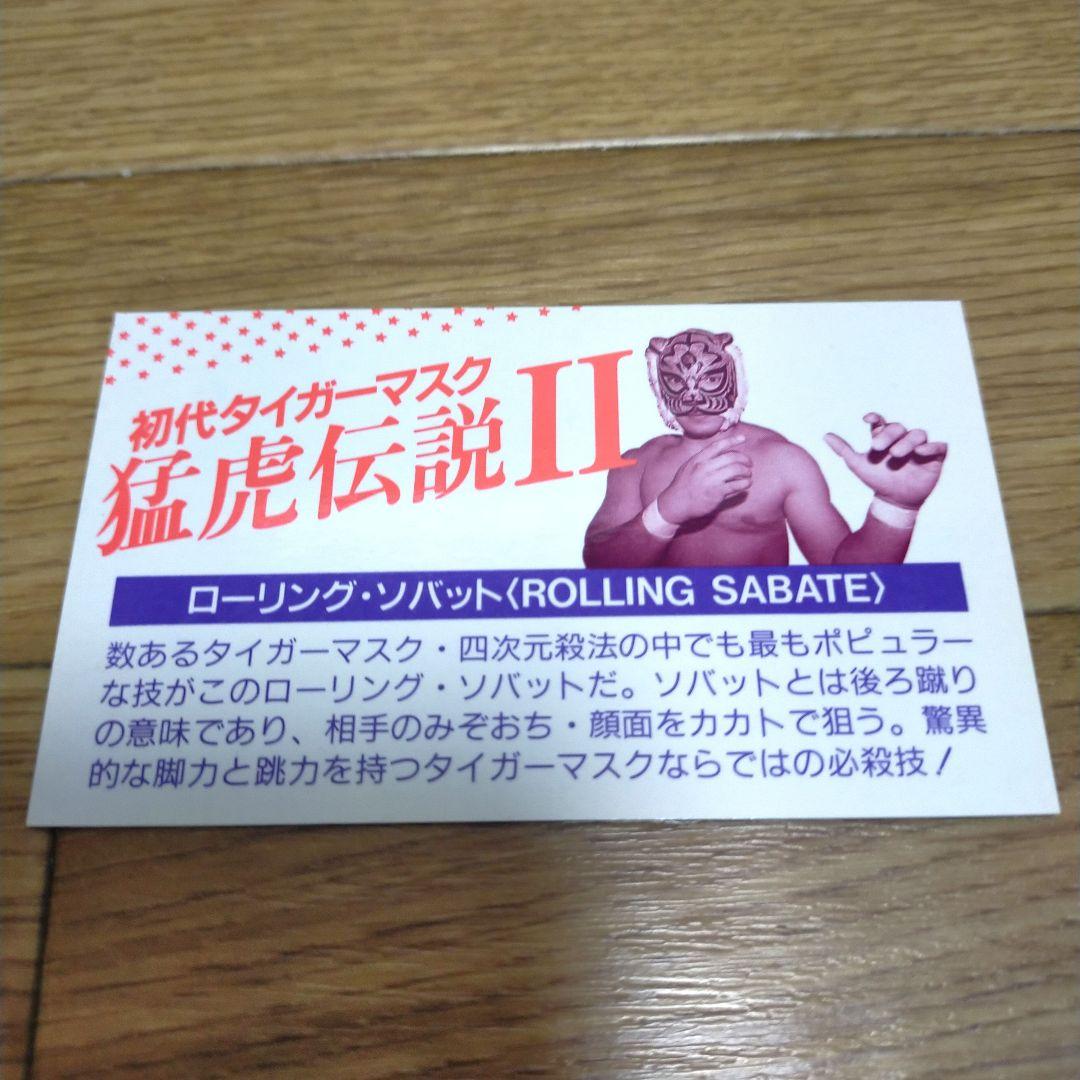 初代タイガーマスク
猛虎伝説II
ローリング・ソバット〈ROLLING SABATE〉
数あるタイガーマスク・四次元殺法の中でも最もポピュラー
な技がこのローリング・ソバットだ。ソバットとは後ろ蹴り
の意味であり、相手のみぞおち・顔面をカカトで狙う。驚異
的な脚力と跳力を持つタイガーマスクならではの必殺技！